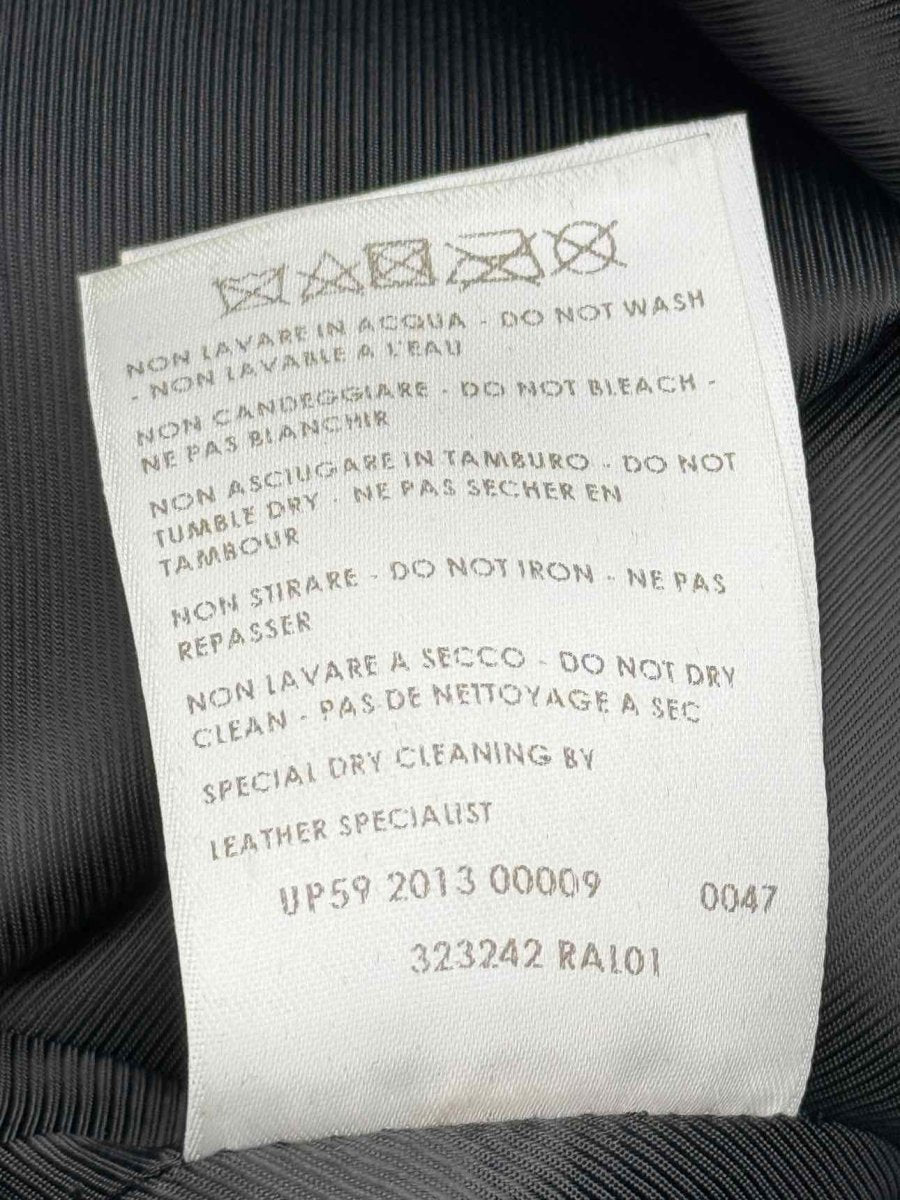 NON LAVARE IN ACQUA - DO NOT WASH
- NON LAVABLE A L'EAU
NON CANDEGGIARE - DO NOT BLEACH -
NE PAS BLANCHIR
NON ASCIUGARE IN TAMBURO - DO NOT
TUMBLE DRY - NE PAS SECHER EN
TAMBOUR
NON STIRARE - DO NOT IRON - NE PAS
REPASSER
NON LAVARE A SECCO - DO NOT DRY
CLEAN - PAS DE NETTOYAGE A SEC
SPECIAL DRY CLEANING BY
LEATHER SPECIALIST
UP59 2013 00009 0047
323242 RAL01